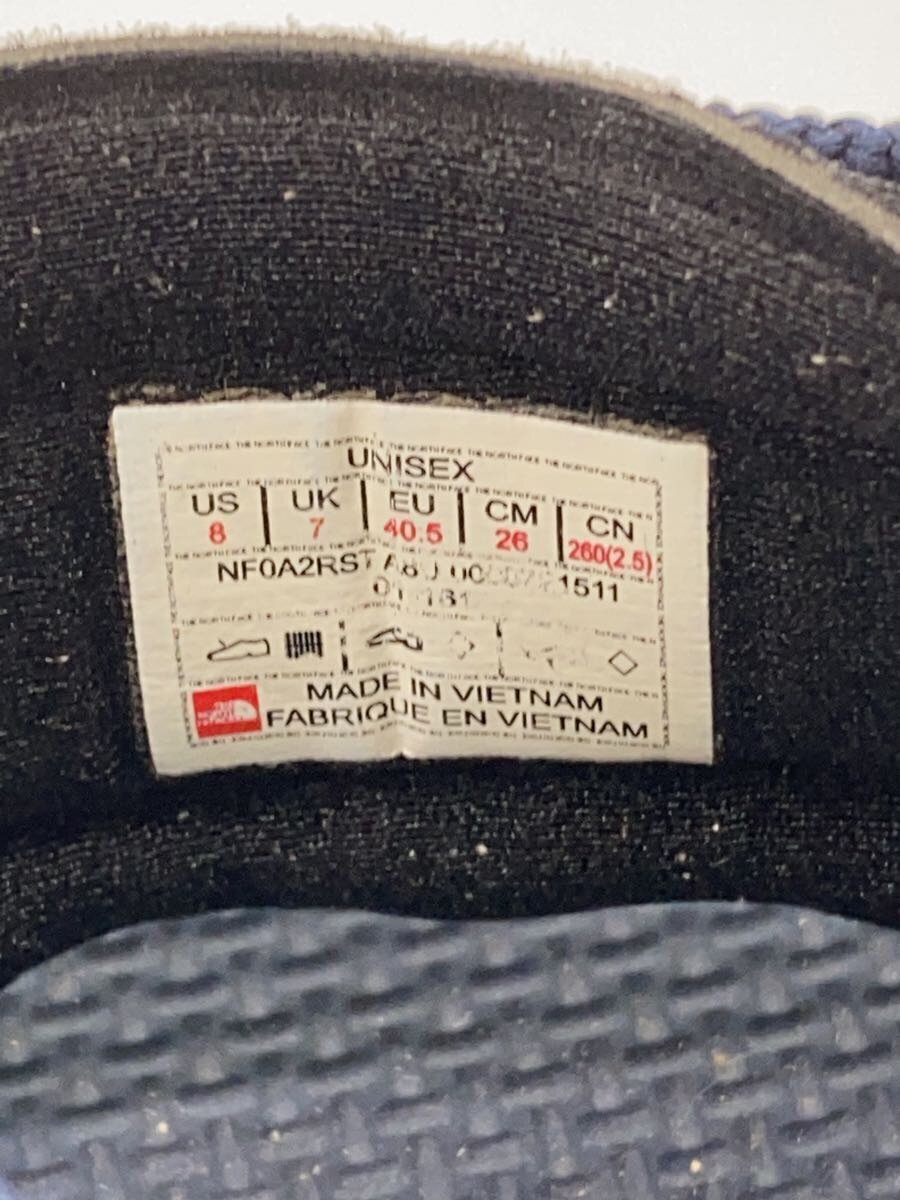 UNISEX
US UK EU CM CN
8 7 40.5 26 260(2.5)
NF0A2RST 1511
MADE IN VIETNAM
FABRIQUE EN VIETNAM